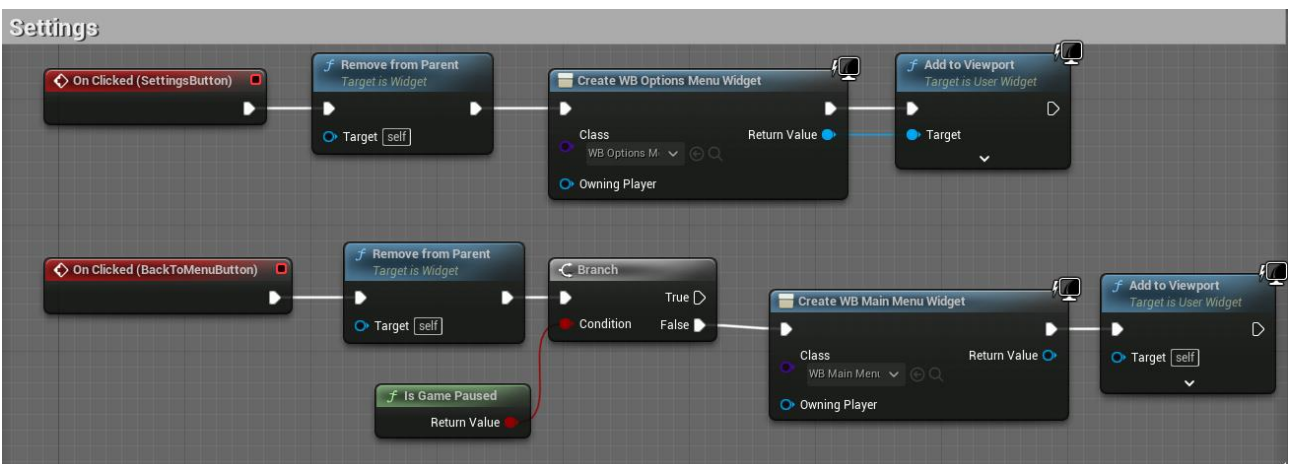 Settings
On Clicked (SettingsButton)
f Remove from Parent
Target is Widget
Target self
Create WB Options Menu Widget
Class
Return Value
WB Options M
Owning Player
f Add to Viewport
Target is User Widget
Target
On Clicked (BackToMenuButton)
f Remove from Parent
Target is Widget
Target self
Branch
True
Condition
False
f Is Game Paused
Return Value
Create WB Main Menu Widget
Class
Return Value
WB Main Menu
Owning Player
f Add to Viewport
Target is User Widget
Target self